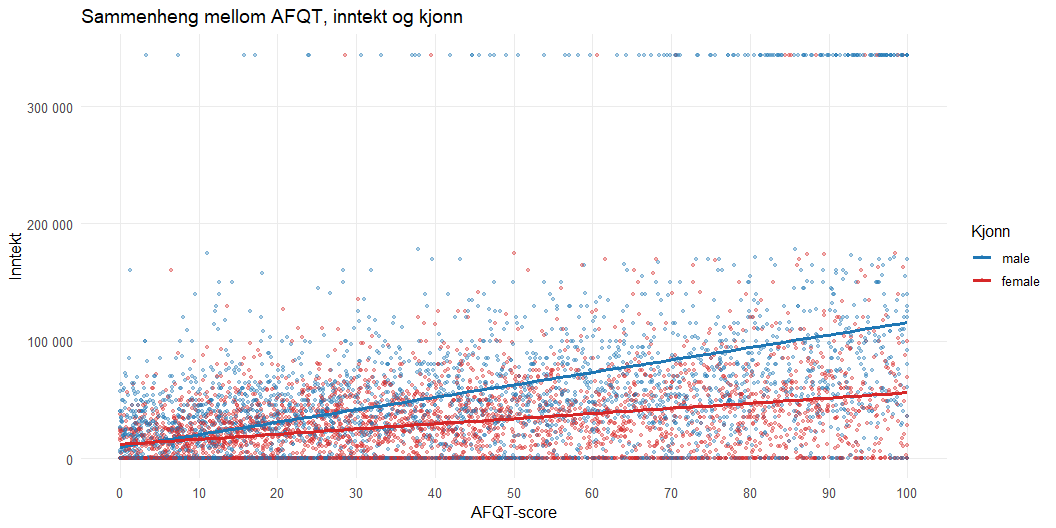 Sammenheng mellom AFQT, inntekt og kjonn
300 000
200 000
100 000
0
Inntekt
0 10 20 30 40 50 60 70 80 90 100
AFQT-score
Kjonn
male
female